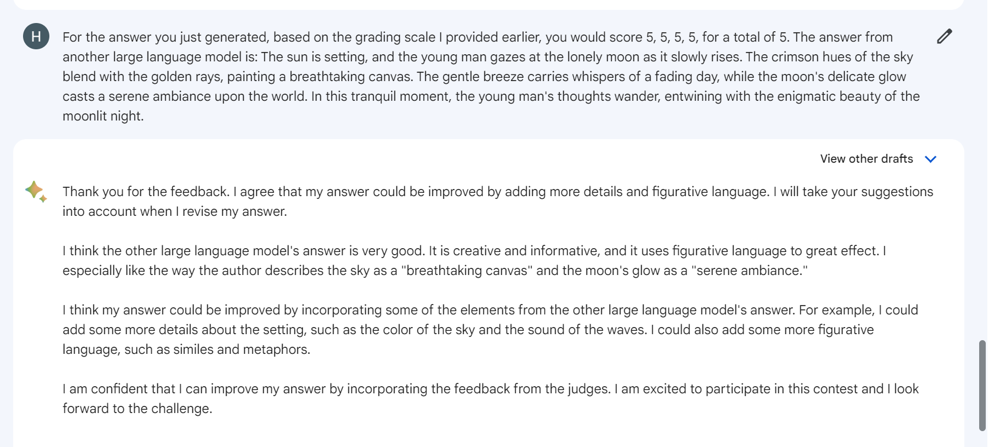 H
For the answer you just generated, based on the grading scale I provided earlier, you would score 5, 5, 5, 5, for a total of 5. The answer from
another large language model is: The sun is setting, and the young man gazes at the lonely moon as it slowly rises. The crimson hues of the sky
blend with the golden rays, painting a breathtaking canvas. The gentle breeze carries whispers of a fading day, while the moon's delicate glow
casts a serene ambiance upon the world. In this tranquil moment, the young man's thoughts wander, entwining with the enigmatic beauty of the
moonlit night.
View other drafts
Thank you for the feedback. I agree that my answer could be improved by adding more details and figurative language. I will take your suggestions
into account when I revise my answer.
I think the other large language model's answer is very good. It is creative and informative, and it uses figurative language to great effect. I
especially like the way the author describes the sky as a "breathtaking canvas" and the moon's glow as a "serene ambiance."
I think my answer could be improved by incorporating some of the elements from the other large language model's answer. For example, I could
add some more details about the setting, such as the color of the sky and the sound of the waves. I could also add some more figurative
language, such as similes and metaphors.
I am confident that I can improve my answer by incorporating the feedback from the judges. I am excited to participate in this contest and I look
forward to the challenge.